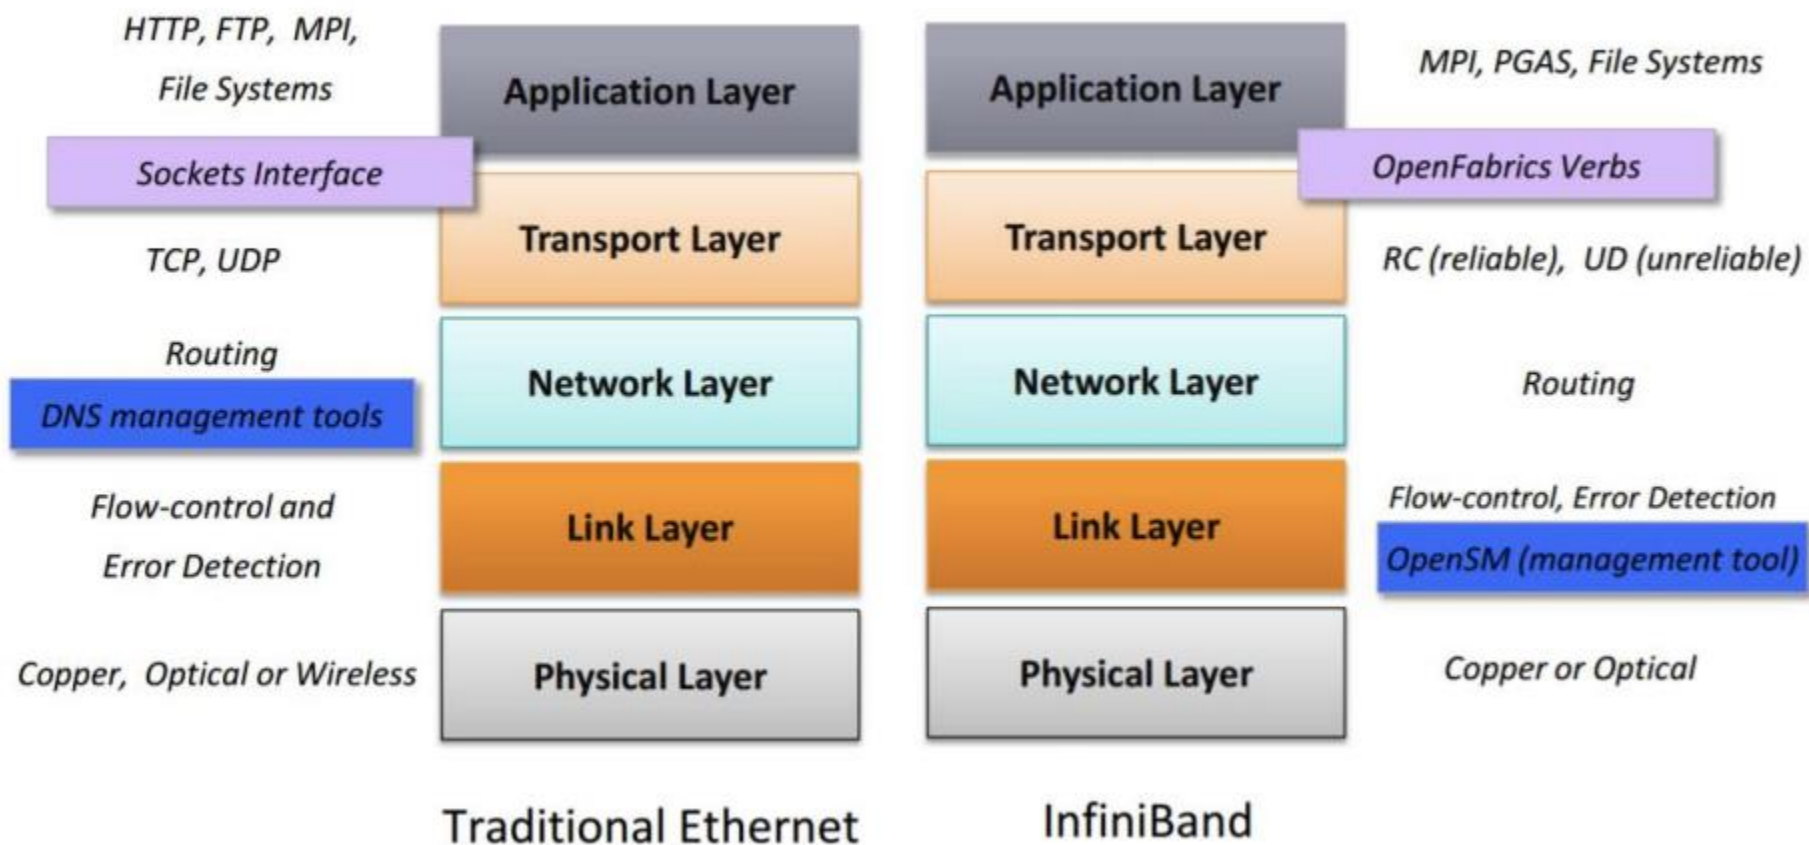 HTTP, FTP, MPI,
File Systems
Sockets Interface
TCP, UDP
Routing
DNS management tools
Flow-control and
Error Detection
Copper, Optical or Wireless
Application Layer
Transport Layer
Network Layer
Link Layer
Physical Layer
Traditional Ethernet
Application Layer
Transport Layer
Network Layer
Link Layer
Physical Layer
InfiniBand
MPI, PGAS, File Systems
OpenFabrics Verbs
RC (reliable), UD (unreliable)
Routing
Flow-control, Error Detection
OpenSM (management tool)
Copper or Optical